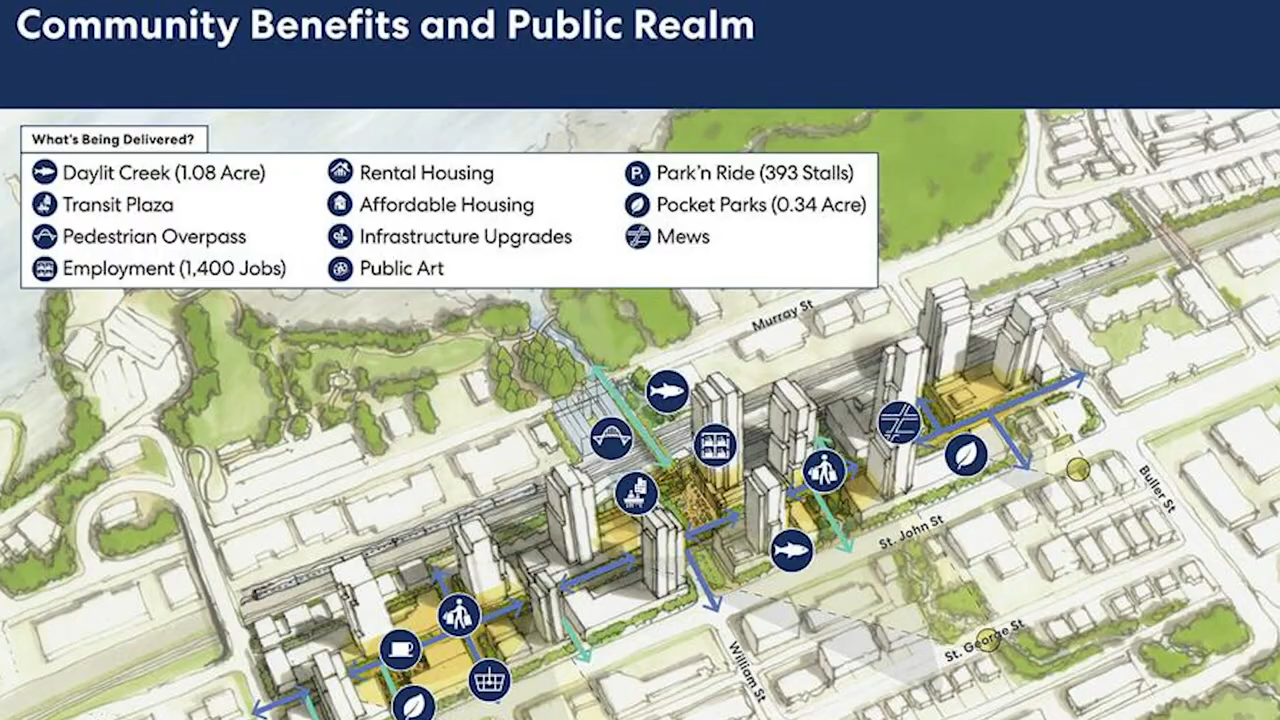 Community Benefits and Public Realm
What's Being Delivered?
Daylit Creek (1.08 Acre)
Transit Plaza
Pedestrian Overpass
Employment (1,400 Jobs)
Rental Housing
Affordable Housing
Infrastructure Upgrades
Public Art
Park'n Ride (393 Stalls)
Pocket Parks (0.34 Acre)
Mews
Murray St
Buller St
St. John St
St. George St
William St